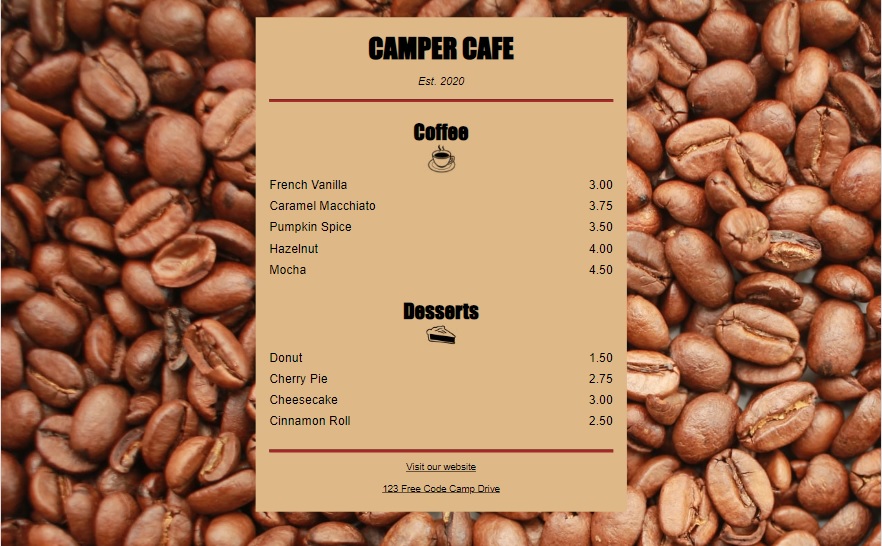 CAMPER CAFE
Est. 2020
Coffee
French Vanilla 3.00
Caramel Macchiato 3.75
Pumpkin Spice 3.50
Hazelnut 4.00
Mocha 4.50
Desserts
Donut 1.50
Cherry Pie 2.75
Cheesecake 3.00
Cinnamon Roll 2.50
Visit our website
123 Free Code Camp Drive